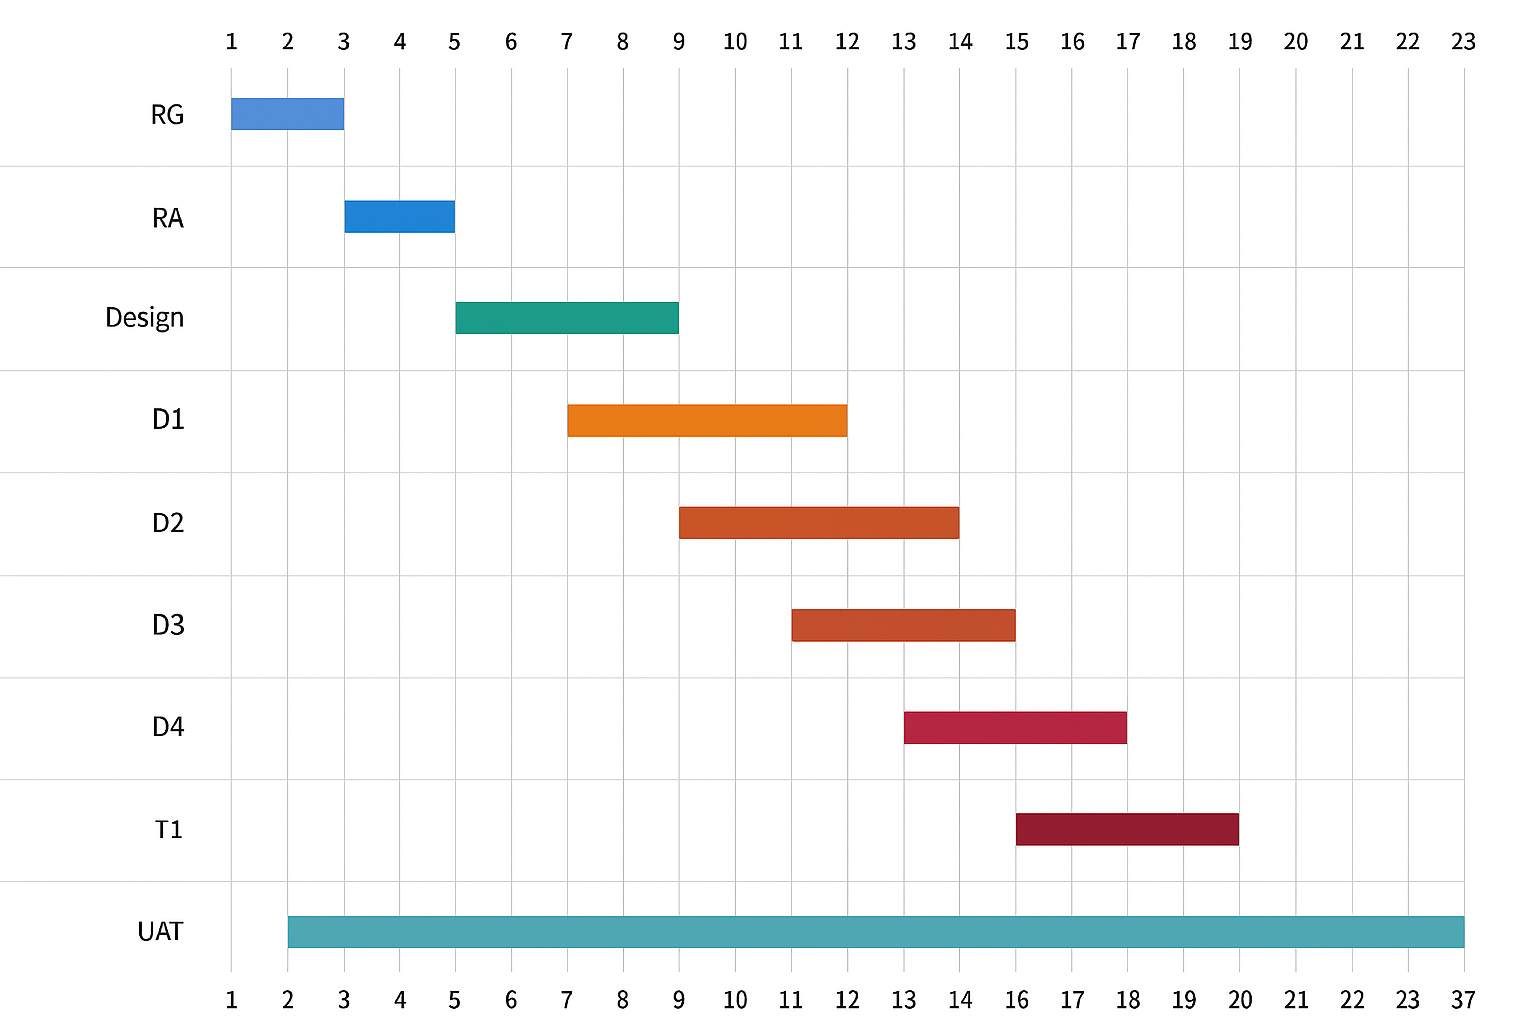 1 2 3 4 5 6 7 8 9 10 11 12 13 14 15 16 17 18 19 20 21 22 23
RG
RA
Design
D1
D2
D3
D4
T1
UAT
1 2 3 4 5 6 7 8 9 10 11 12 13 14 16 17 18 19 20 21 22 23 37